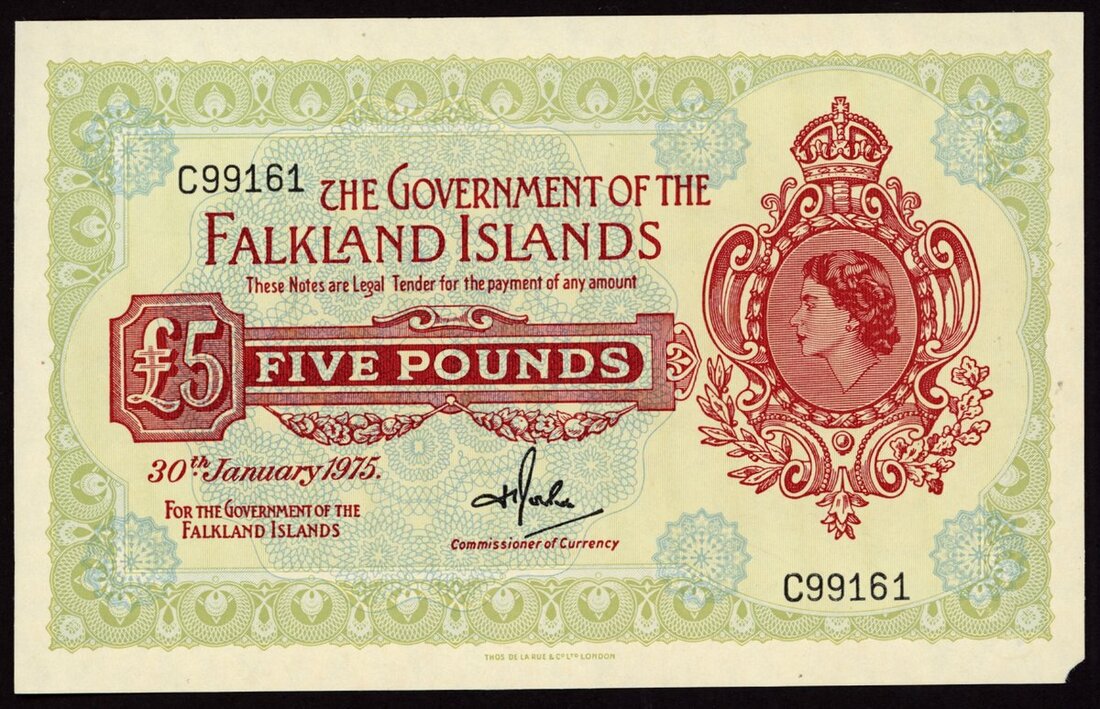 C99161
THE GOVERNMENT OF THE
FALKLAND ISLANDS
These Notes are Legal Tender for the payment of any amount
£5
FIVE POUNDS
30th January 1975.
FOR THE GOVERNMENT OF THE
FALKLAND ISLANDS
Commissioner of Currency
C99161
THOS DE LA RUE & CO LTD LONDON